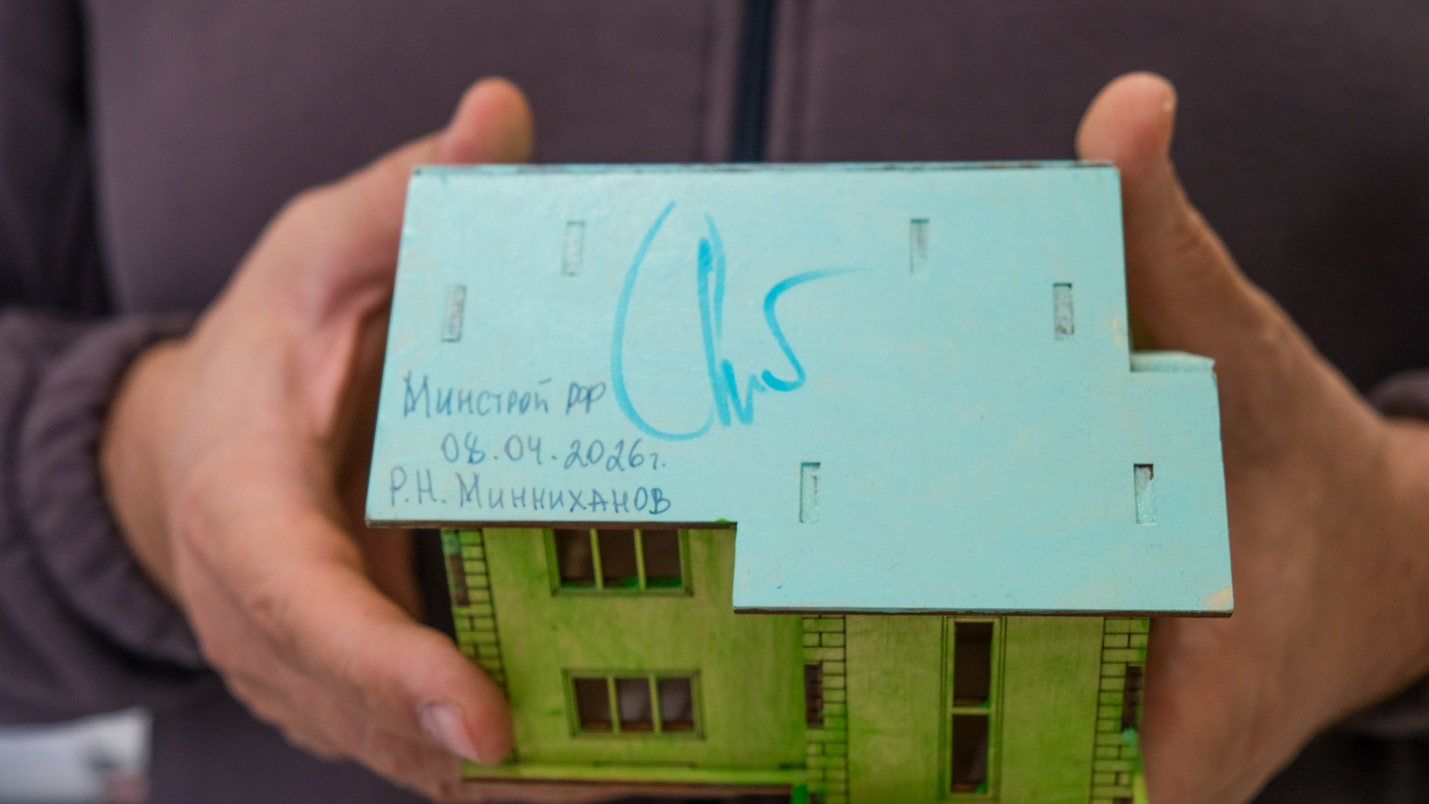 Минстрой РФ
08.04.2026г.
Р.Н. Минниханов